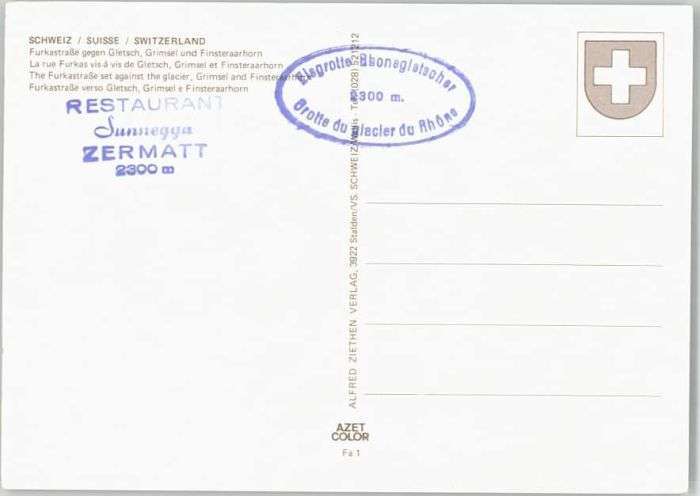 SCHWEIZ / SUISSE / SWITZERLAND
Furkastraße gegen Gletsch, Grimsel und Finsteraarhorn
La rue Furkas vis á vis de Gletsch, Grimsel et Finsteraarhorn
The Furkastraße set against the glacier, Grimsel and Finsteraarhorn
Furkastraße verso Gletsch, Grimsel e Finsteraarhorn
RESTAURANT
Sunnegga
ZERMATT
2300 m
Eisgrotte Rhonegletscher
2300 m.
Grotte du glacier du Rhône
ALFRED ZIETHEN VERLAG, 3922 Stalden/VS. SCHWEIZ/Wallis - Tel. (028) 521212
AZET
COLOR
Fa 1